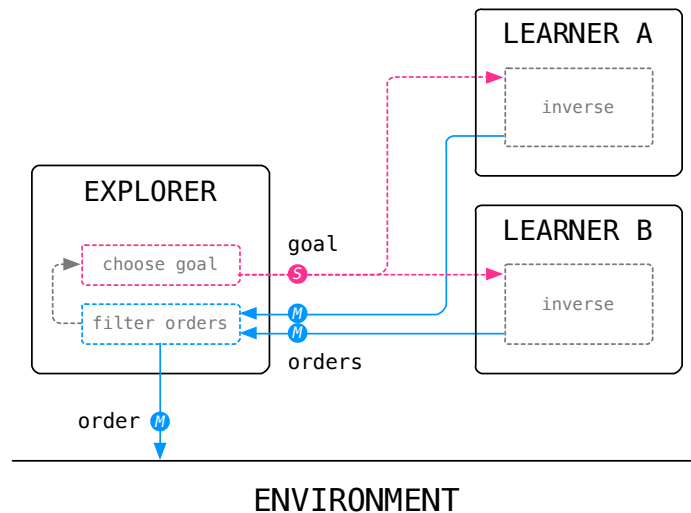 LEARNER A
inverse
EXPLORER
LEARNER B
goal
choose goal
S
inverse
M
filter orders
M
orders
order
M
ENVIRONMENT